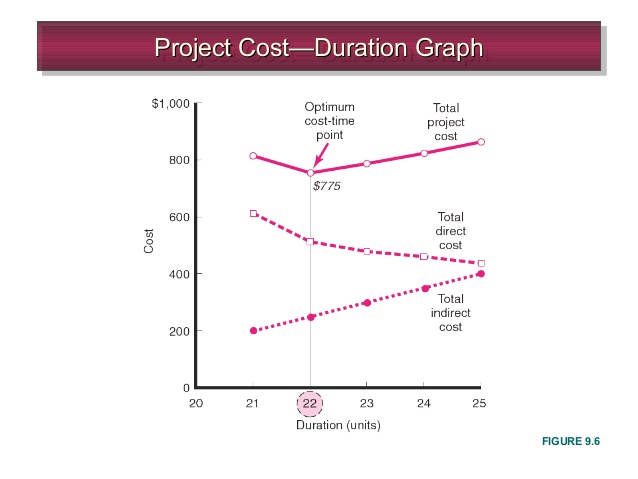 Project Cost—Duration Graph
$1,000
800
600
400
200
0
Cost
Optimum
cost-time
point
Total
project
cost
$775
Total
direct
cost
Total
indirect
cost
20 21 22 23 24 25
Duration (units)
FIGURE 9.6